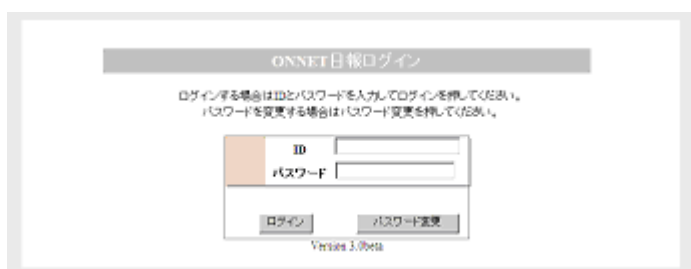 ONNET日報ログイン
ログインする場合はIDとパスワードを入力してログインを押してください。
パスワードを変更する場合はパスワード変更を押してください。
ID
パスワード
ログイン パスワード変更
Version 3.0beta